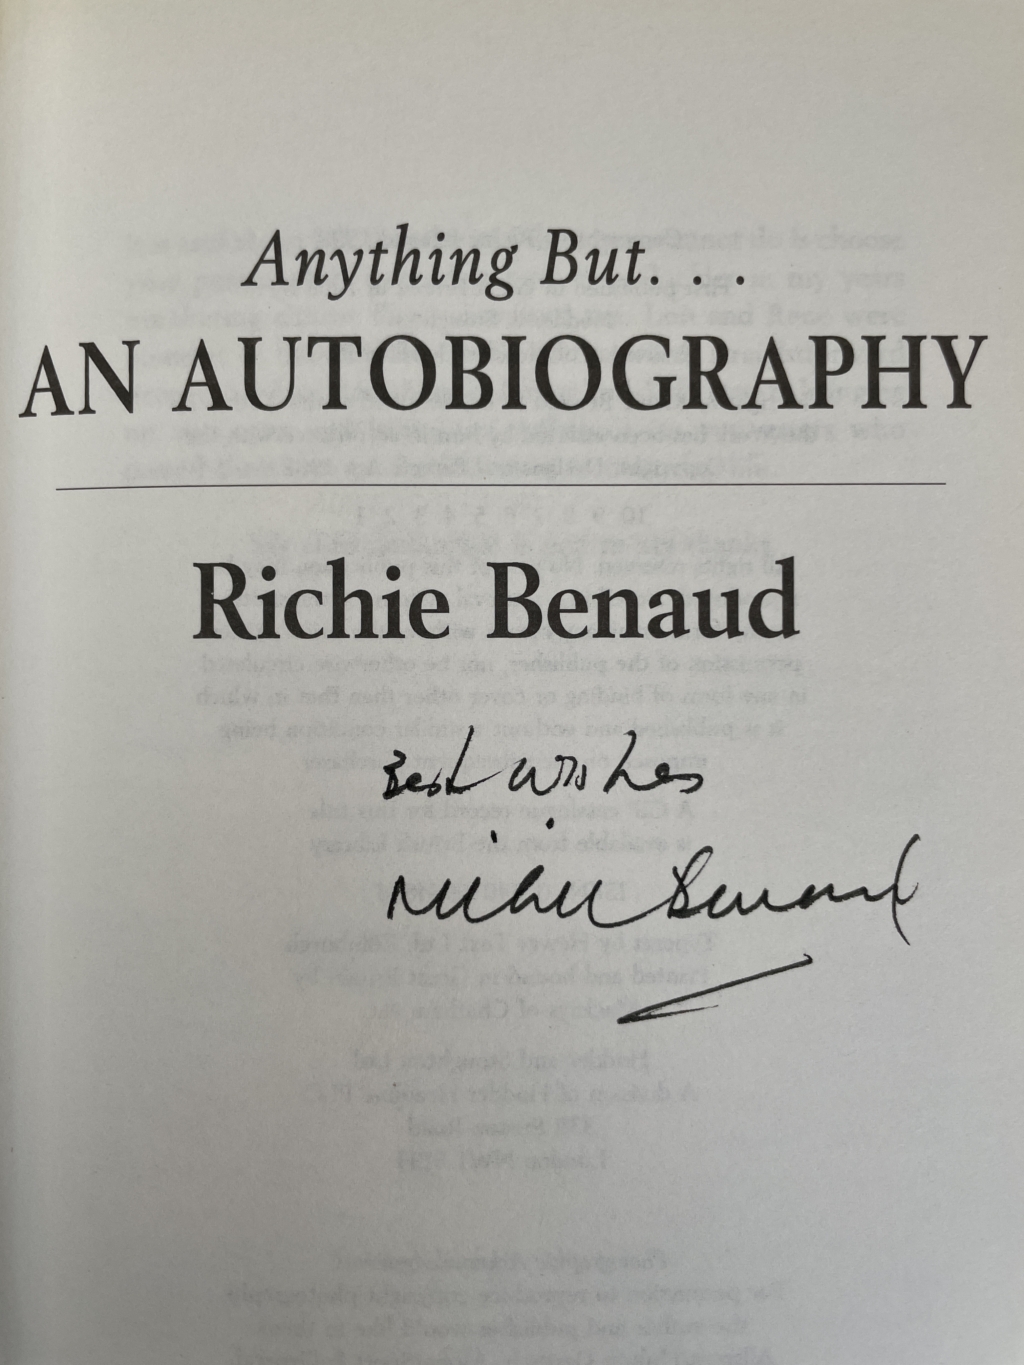 Anything But. . .
AN AUTOBIOGRAPHY
Richie Benaud
Best wishes
Richie Benaud